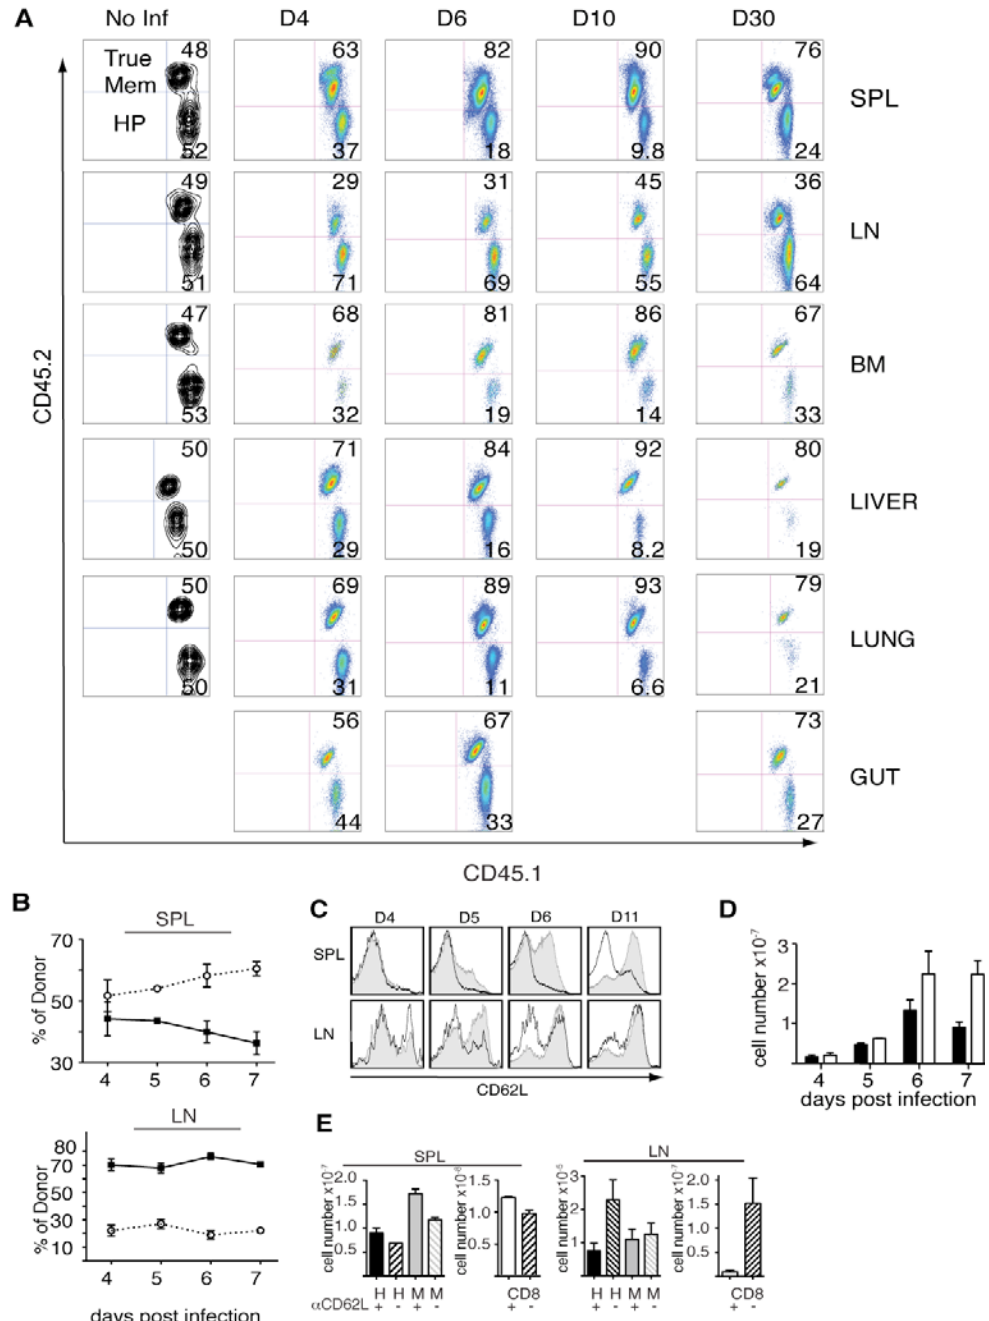 A
No Inf D4 D6 D10 D30
True Mem
HP
48 63 82 90 76
52 37 18 9.8 24
SPL
49 29 31 45 36
51 71 69 55 64
LN
47 68 81 86 67
53 32 19 14 33
BM
50 71 84 92 80
50 29 16 8.2 19
LIVER
50 69 89 93 79
50 31 11 6.6 21
LUNG
56 67 73
44 33 27
GUT
CD45.2
CD45.1
B
SPL
% of Donor
70
50
30
4 5 6 7
LN
% of Donor
80
70
50
30
10
4 5 6 7
days post infection
C
D4 D5 D6 D11
SPL
LN
CD62L
D
cell number x10-7
3
2
1
4 5 6 7
days post infection
E
SPL
cell number x10-7
2.0
1.5
1.0
0.5
H H M M
αCD62L + - + -
cell number x10-6
1.5
1.0
0.5
CD8
+ -
LN
cell number x10-5
3
2
1
H H M M
+ - + -
cell number x10-7
2.0
1.5
1.0
0.5
CD8
+ -